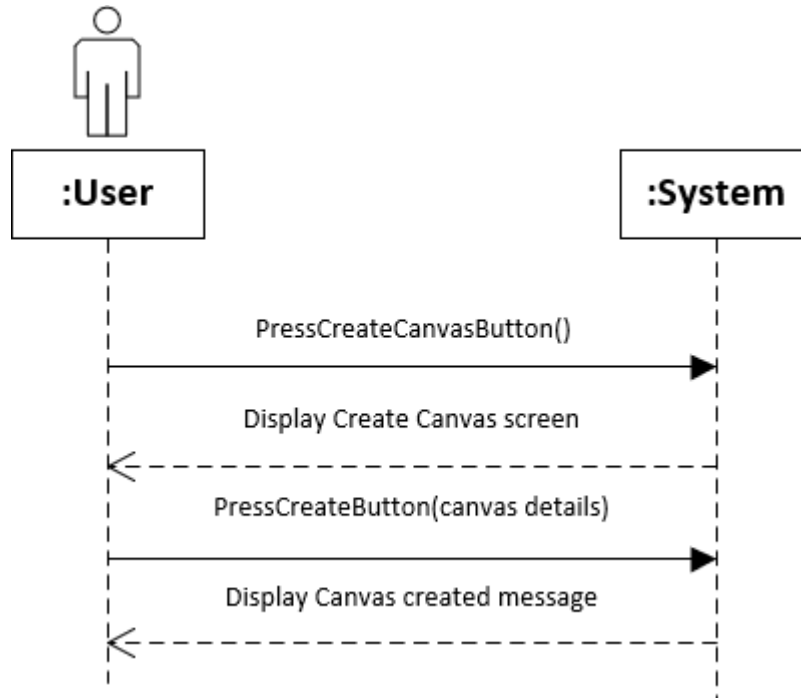 :User
:System
PressCreateCanvasButton()
Display Create Canvas screen
PressCreateButton(canvas details)
Display Canvas created message